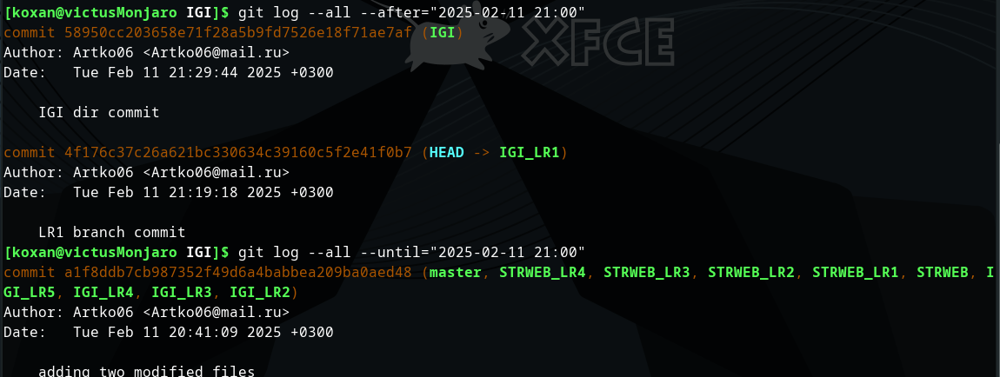 [koxan@victusMonjaro IGI]$ git log --all --after="2025-02-11 21:00"
commit 58950cc203658e71f28a5b9fd7526e18f71ae7af (IGI)
Author: Artko06 <Artko06@mail.ru>
Date:   Tue Feb 11 21:29:44 2025 +0300
XFCE
    IGI dir commit
commit 4f176c37c26a621bc330634c39160c5f2e41f0b7 (HEAD -> IGI_LR1)
Author: Artko06 <Artko06@mail.ru>
Date:   Tue Feb 11 21:19:18 2025 +0300
    LR1 branch commit
[koxan@victusMonjaro IGI]$ git log --all --until="2025-02-11 21:00"
commit a1f8ddb7cb987352f49d6a4babbea209ba0aed48 (master, STRWEB_LR4, STRWEB_LR3, STRWEB_LR2, STRWEB_LR1, STRWEB, I
GI_LR5, IGI_LR4, IGI_LR3, IGI_LR2)
Author: Artko06 <Artko06@mail.ru>
Date:   Tue Feb 11 20:41:09 2025 +0300
    adding two modified files